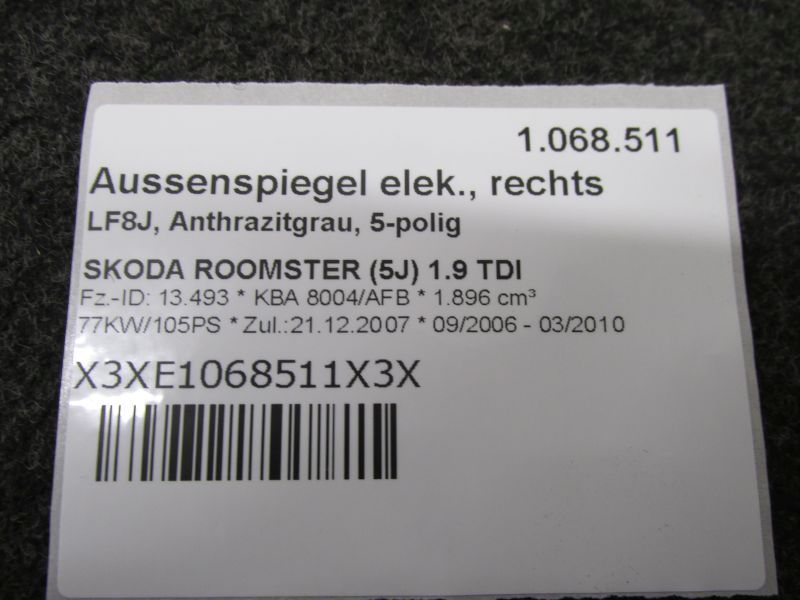 1.068.511
Aussenspiegel elek., rechts
LF8J, Anthrazitgrau, 5-polig
SKODA ROOMSTER (5J) 1.9 TDI
Fz.-ID: 13.493 * KBA 8004/AFB * 1.896 cm³
77KW/105PS * Zul.:21.12.2007 * 09/2006 - 03/2010
X3XE1068511X3X